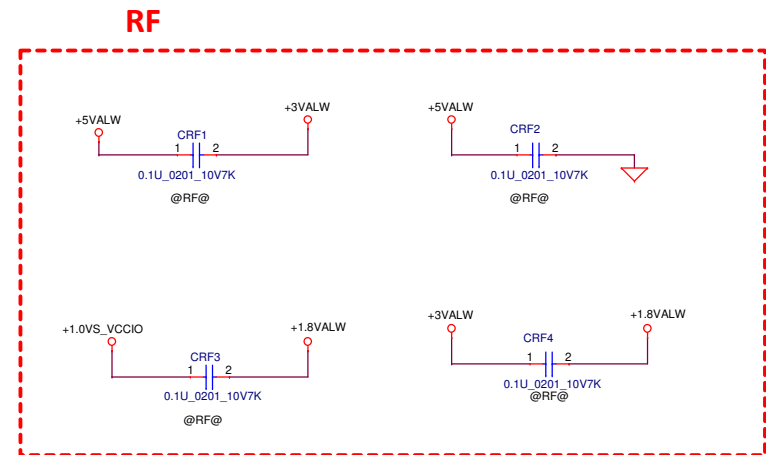 RF
+5VALW
+3VALW
CRF1
1 2
0.1U_0201_10V7K
@RF@
+5VALW
CRF2
1 2
0.1U_0201_10V7K
@RF@
+1.0VS_VCCIO
+1.8VALW
CRF3
1 2
0.1U_0201_10V7K
@RF@
+3VALW
+1.8VALW
CRF4
1 2
0.1U_0201_10V7K
@RF@